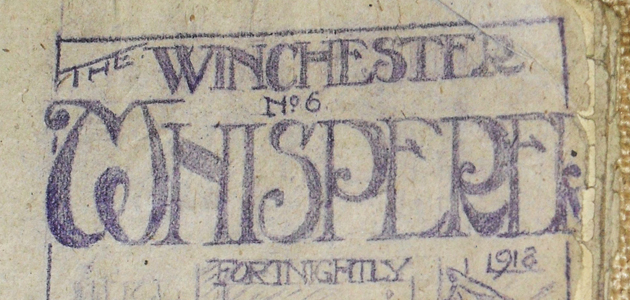 THE WINCHESTER
No 6
WHISPERER
FORTNIGHTLY 1918